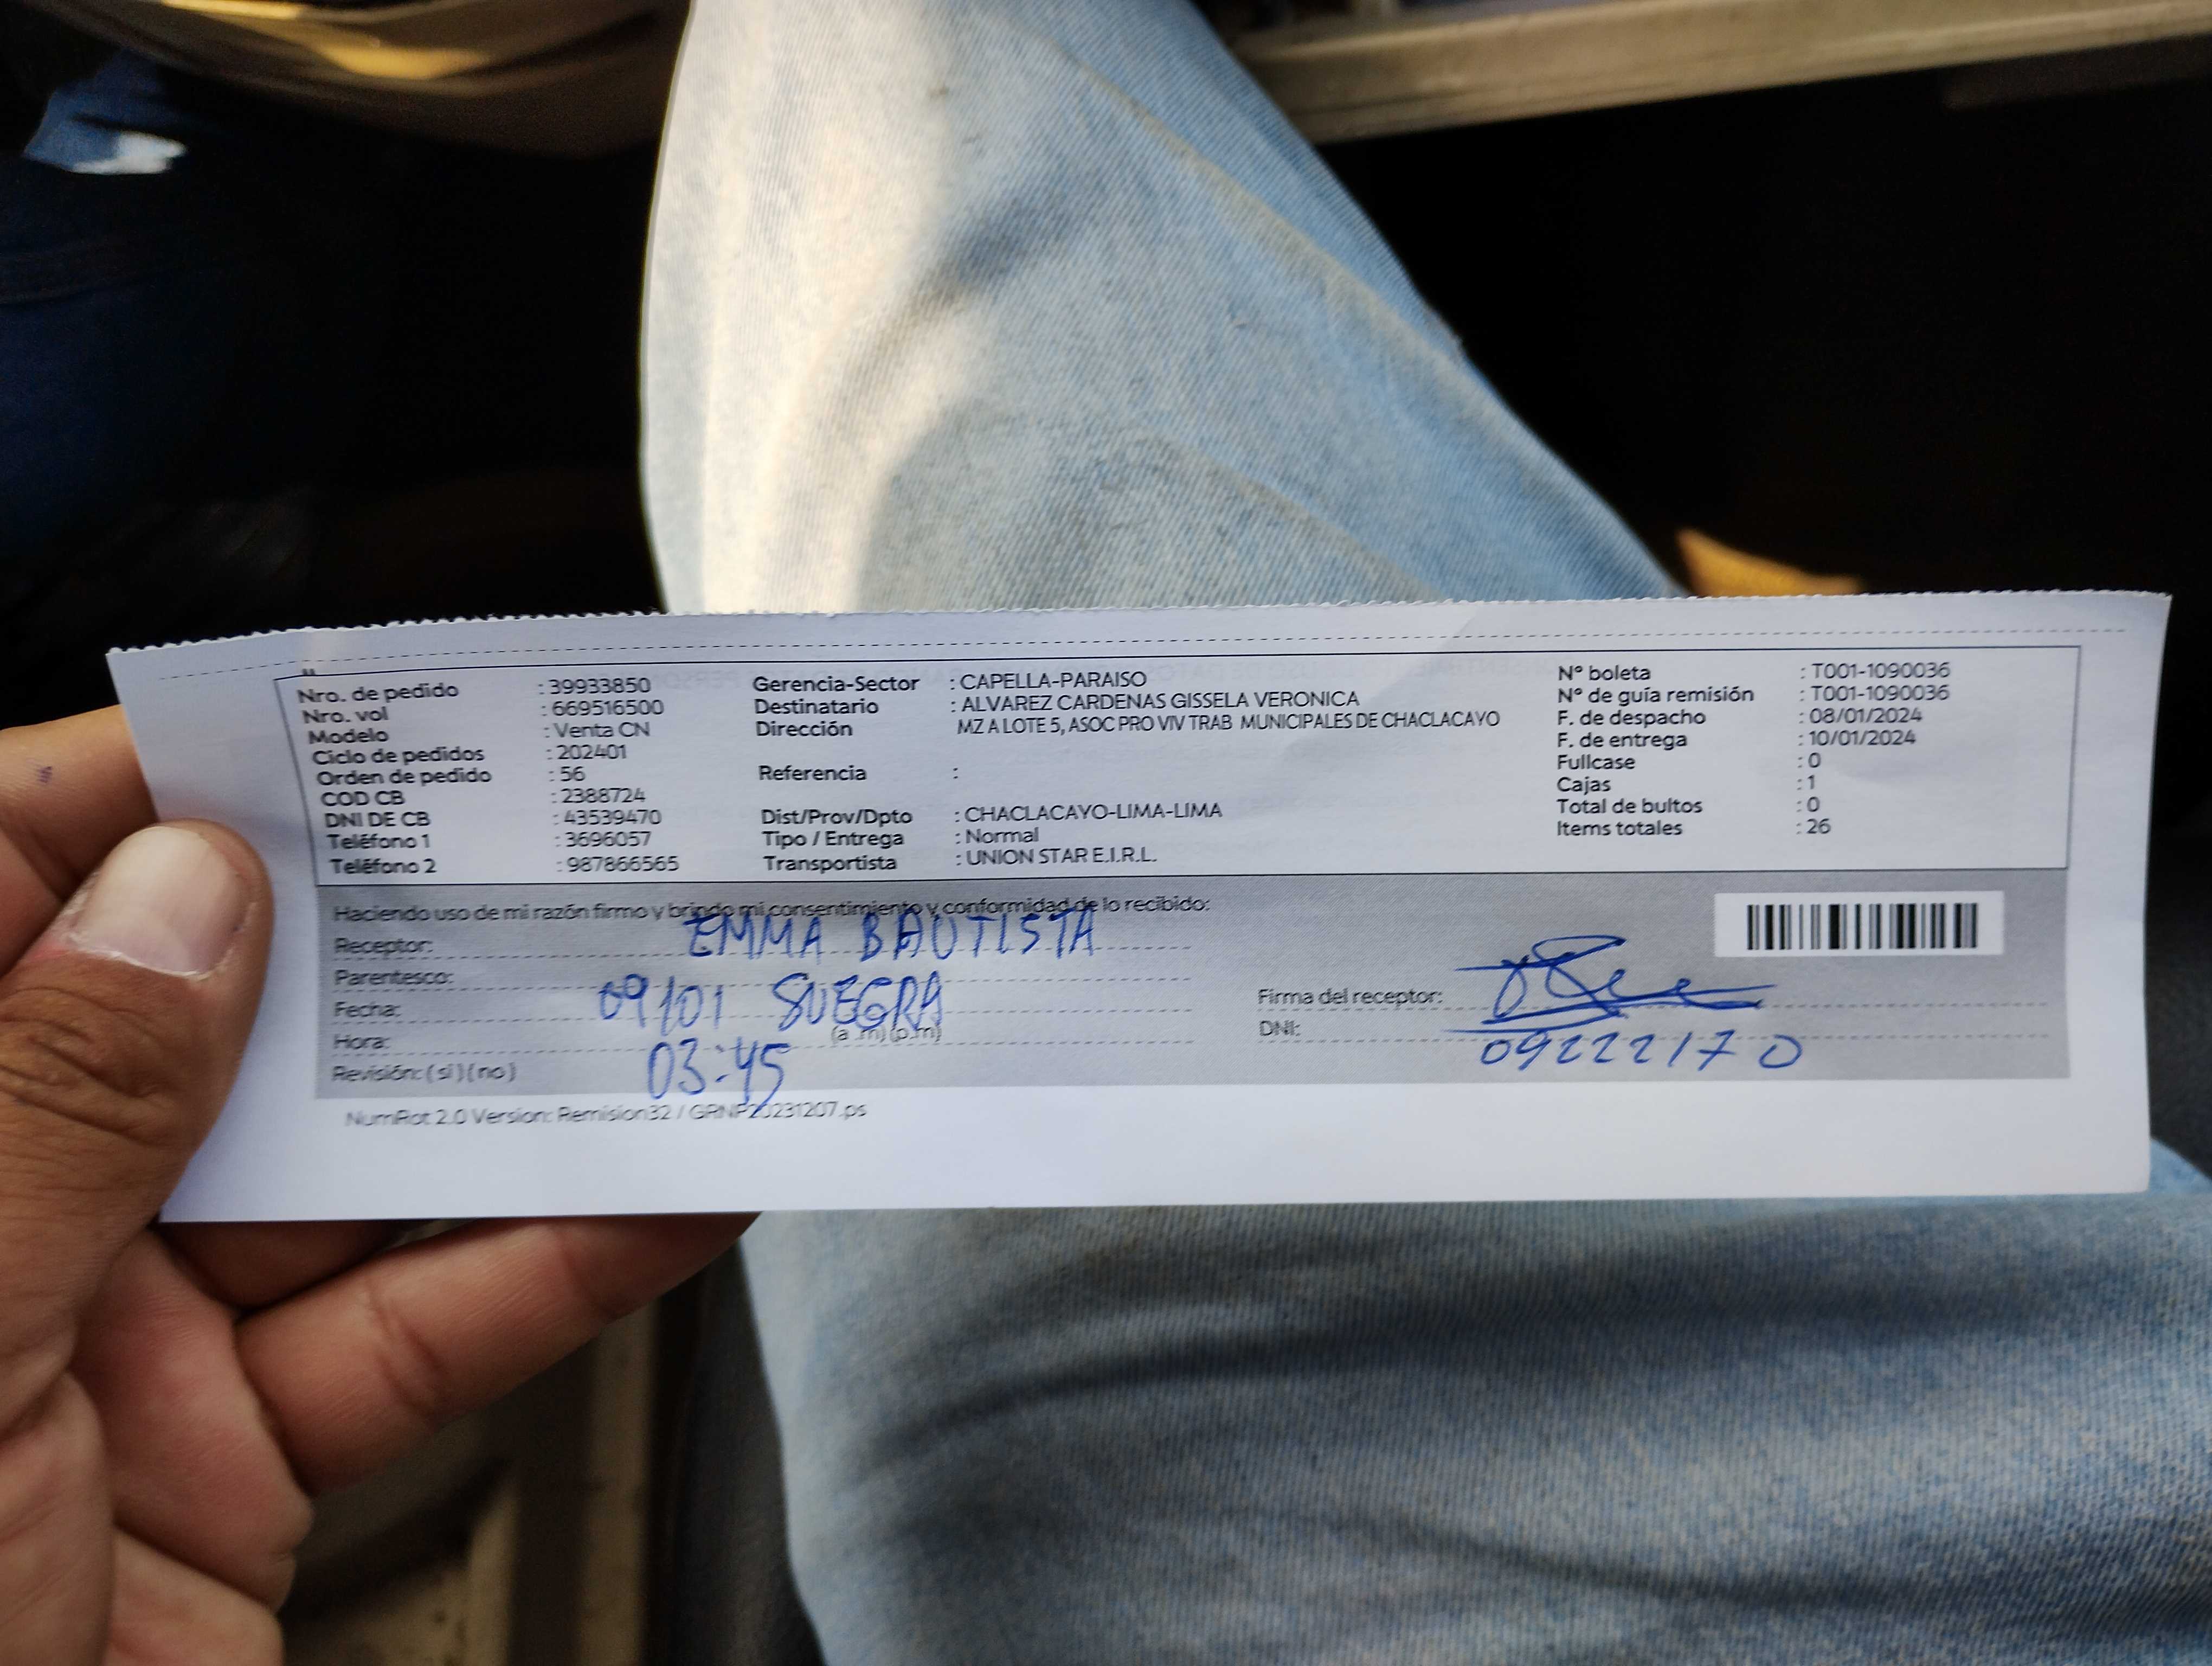 Nro. de pedido : 39933850
Nro. vol : 669516500
Modelo : Venta CN
Ciclo de pedidos : 202401
Orden de pedido : 56
COD CB : 2388724
DNI DE CB : 43539470
Teléfono 1 : 3696057
Teléfono 2 : 987866565
Gerencia-Sector : CAPELLA-PARAISO
Destinatario : ALVAREZ CARDENAS GISSELA VERONICA
Dirección MZ A LOTE 5, ASOC PRO VIV TRAB MUNICIPALES DE CHACLACAYO
Referencia :
Dist/Prov/Dpto : CHACLACAYO-LIMA-LIMA
Tipo / Entrega : Normal
Transportista : UNION STAR E.I.R.L.
Nº boleta : T001-1090036
Nº de guía remisión : T001-1090036
F. de despacho : 08/01/2024
F. de entrega : 10/01/2024
Fullcase : 0
Cajas : 1
Total de bultos : 0
Items totales : 26
Haciendo uso de mi razón firmo y brindo mi consentimiento y conformidad de lo recibido:
Receptor: EMMA BAUTISTA
Parentesco:
Fecha: 09/01 SUEGRA
Hora: (a.m)(p.m)
03:45
Revisión: (si)(no)
Firma del receptor:
DNI:
09222170
NumRot 2.0 Version: Remision32 / GRNP20231207.ps